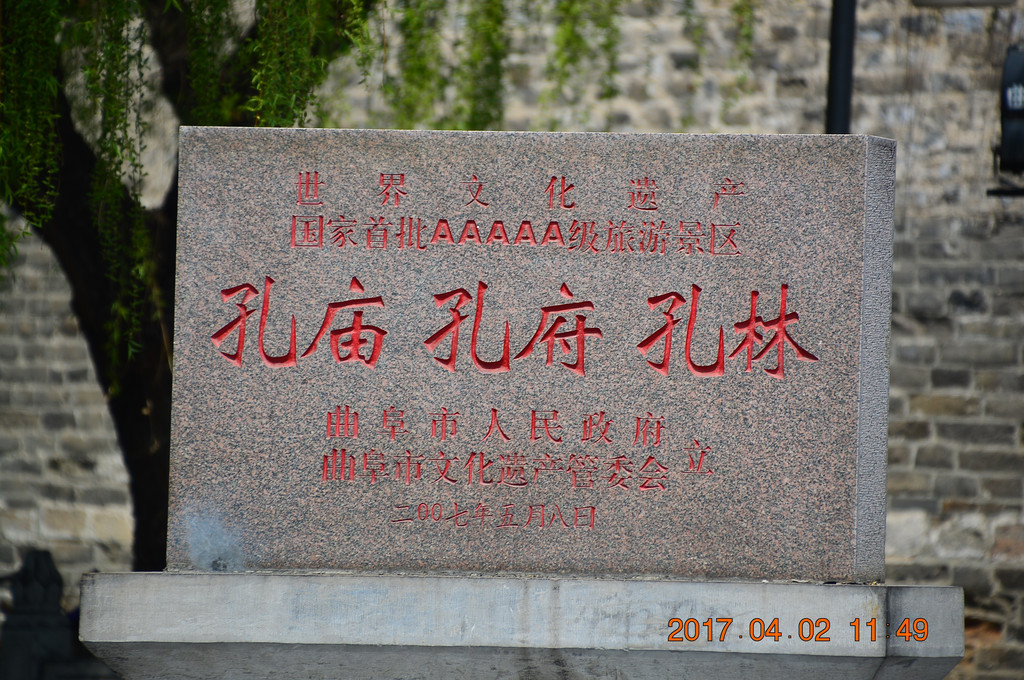 世界文化遗产
国家首批AAAAA级旅游景区
孔庙 孔府 孔林
曲阜市人民政府
曲阜市文化遗产管委会 立
二00七年五月八日
2017.04.02 11:49